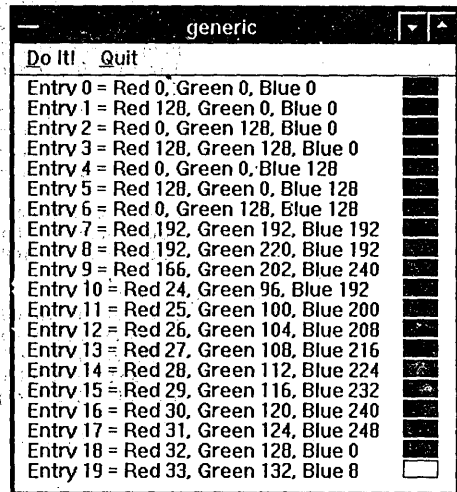 generic
Do It! Quit
Entry 0 = Red 0, Green 0, Blue 0
Entry 1 = Red 128, Green 0, Blue 0
Entry 2 = Red 0, Green 128, Blue 0
Entry 3 = Red 128, Green 128, Blue 0
Entry 4 = Red 0, Green 0, Blue 128
Entry 5 = Red 128, Green 0, Blue 128
Entry 6 = Red 0, Green 128, Blue 128
Entry 7 = Red 192, Green 192, Blue 192
Entry 8 = Red 192, Green 220, Blue 192
Entry 9 = Red 166, Green 202, Blue 240
Entry 10 = Red 24, Green 96, Blue 192
Entry 11 = Red 25, Green 100, Blue 200
Entry 12 = Red 26, Green 104, Blue 208
Entry 13 = Red 27, Green 108, Blue 216
Entry 14 = Red 28, Green 112, Blue 224
Entry 15 = Red 29, Green 116, Blue 232
Entry 16 = Red 30, Green 120, Blue 240
Entry 17 = Red 31, Green 124, Blue 248
Entry 18 = Red 32, Green 128, Blue 0
Entry 19 = Red 33, Green 132, Blue 8